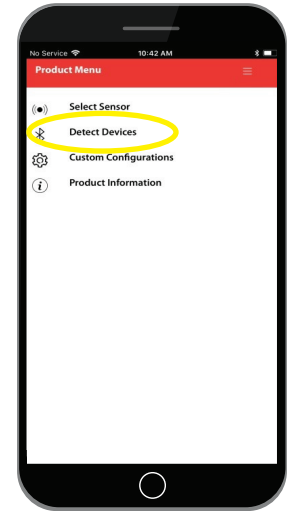 No Service 10:42 AM
Product Menu
Select Sensor
Detect Devices
Custom Configurations
i Product Information